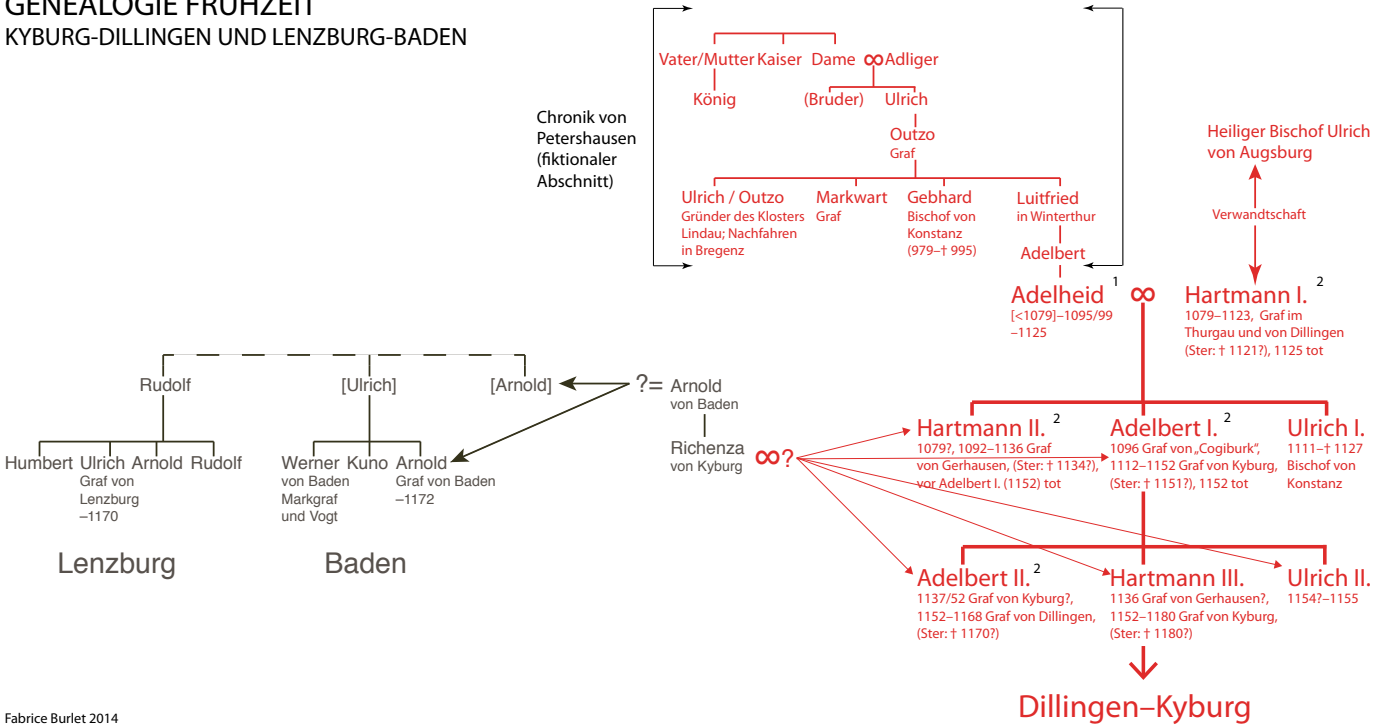 GENEALOGIE FRÜHZEIT
KYBURG-DILLINGEN UND LENZBURG-BADEN
Vater/Mutter Kaiser Dame ∞ Adliger
König (Bruder) Ulrich
Outzo
Graf
Chronik von
Petershausen
(fiktionaler
Abschnitt)
Ulrich / Outzo
Gründer des Klosters
Lindau; Nachfahren
in Bregenz
Markwart
Graf
Gebhard
Bischof von
Konstanz
(979–† 995)
Luitfried
in Winterthur
Adelbert
Heiliger Bischof Ulrich
von Augsburg
Verwandtschaft
Adelheid 1
[<1079]–1095/99
–1125
∞
Hartmann I. 2
1079–1123, Graf im
Thurgau und von Dillingen
(Ster: † 1121?), 1125 tot
Rudolf [Ulrich] [Arnold]
?= Arnold
von Baden
Richenza
von Kyburg
∞?
Humbert
Ulrich
Graf von
Lenzburg
–1170
Arnold
Rudolf
Werner
von Baden
Markgraf
und Vogt
Kuno
Arnold
Graf von Baden
–1172
Lenzburg
Baden
Hartmann II. 2
1079?, 1092–1136 Graf
von Gerhausen, (Ster: † 1134?),
vor Adelbert I. (1152) tot
Adelbert I. 2
1096 Graf von „Cogiburk“,
1112–1152 Graf von Kyburg,
(Ster: † 1151?), 1152 tot
Ulrich I.
1111–† 1127
Bischof von
Konstanz
Adelbert II. 2
1137/52 Graf von Kyburg?,
1152–1168 Graf von Dillingen,
(Ster: † 1170?)
Hartmann III.
1136 Graf von Gerhausen?,
1152–1180 Graf von Kyburg,
(Ster: † 1180?)
Ulrich II.
1154?–1155
Dillingen–Kyburg
Fabrice Burlet 2014